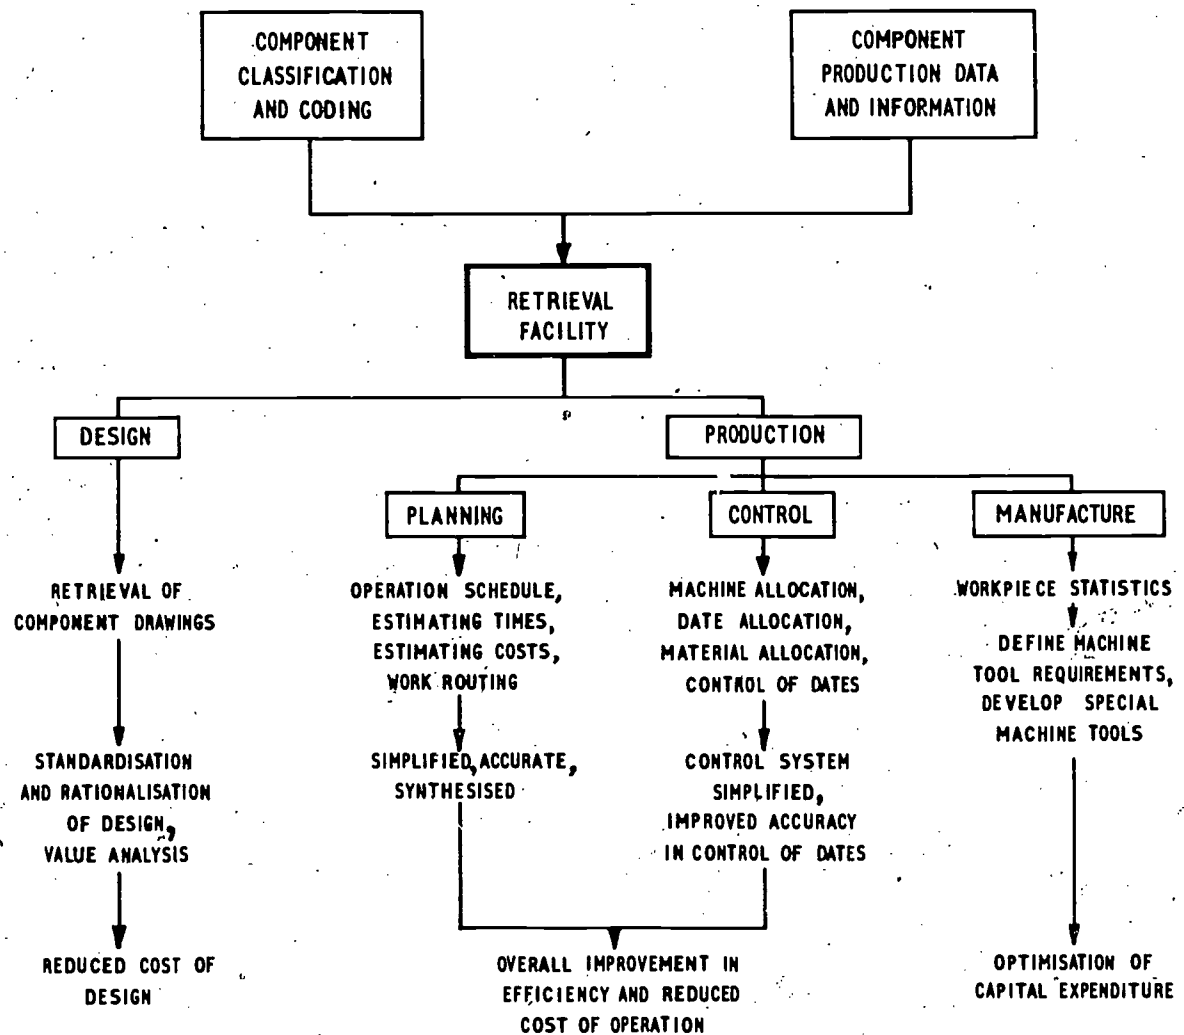 COMPONENT
CLASSIFICATION
AND CODING
COMPONENT
PRODUCTION DATA
AND INFORMATION
RETRIEVAL
FACILITY
DESIGN
PRODUCTION
PLANNING
CONTROL
MANUFACTURE
RETRIEVAL OF
COMPONENT DRAWINGS
OPERATION SCHEDULE,
ESTIMATING TIMES,
ESTIMATING COSTS,
WORK ROUTING
MACHINE ALLOCATION,
DATE ALLOCATION,
MATERIAL ALLOCATION,
CONTROL OF DATES
WORKPIECE STATISTICS
DEFINE MACHINE
TOOL REQUIREMENTS,
DEVELOP SPECIAL
MACHINE TOOLS
STANDARDISATION
AND RATIONALISATION
OF DESIGN,
VALUE ANALYSIS
SIMPLIFIED, ACCURATE,
SYNTHESISED
CONTROL SYSTEM
SIMPLIFIED,
IMPROVED ACCURACY
IN CONTROL OF DATES
REDUCED COST OF
DESIGN
OVERALL IMPROVEMENT IN
EFFICIENCY AND REDUCED
COST OF OPERATION
OPTIMISATION OF
CAPITAL EXPENDITURE